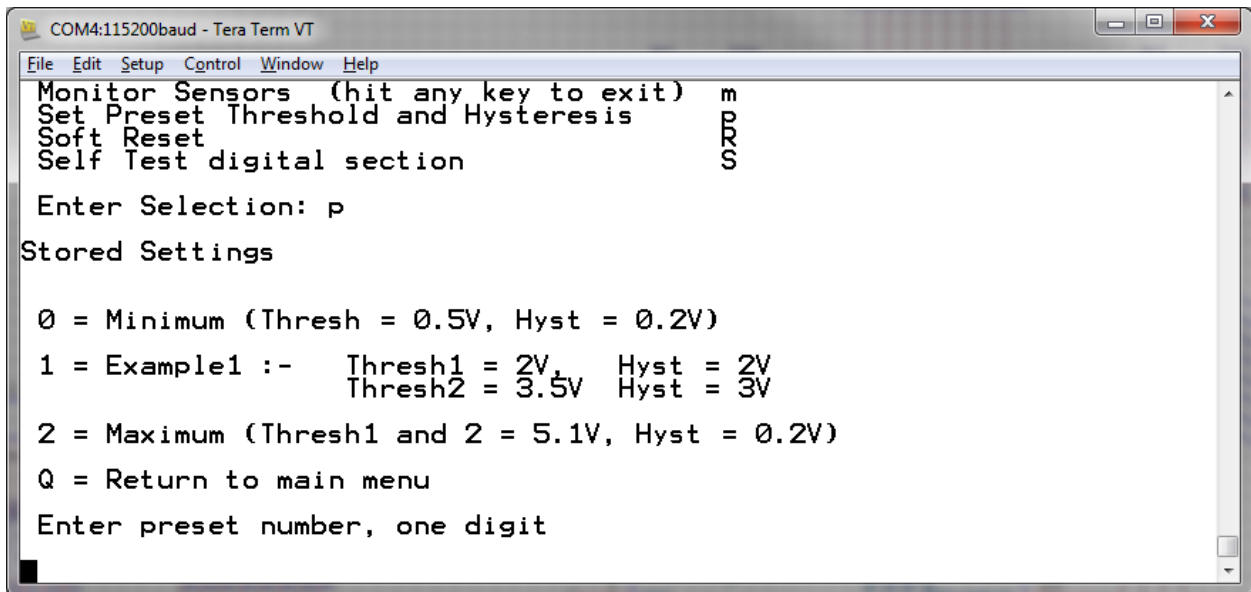 COM4:115200baud - Tera Term VT
File Edit Setup Control Window Help
Monitor Sensors (hit any key to exit) m
Set Preset Threshold and Hysteresis p
Soft Reset R
Self Test digital section S
Enter Selection: p
Stored Settings
0 = Minimum (Thresh = 0.5V, Hyst = 0.2V)
1 = Example1 :- Thresh1 = 2V, Hyst = 2V
Thresh2 = 3.5V Hyst = 3V
2 = Maximum (Thresh1 and 2 = 5.1V, Hyst = 0.2V)
Q = Return to main menu
Enter preset number, one digit